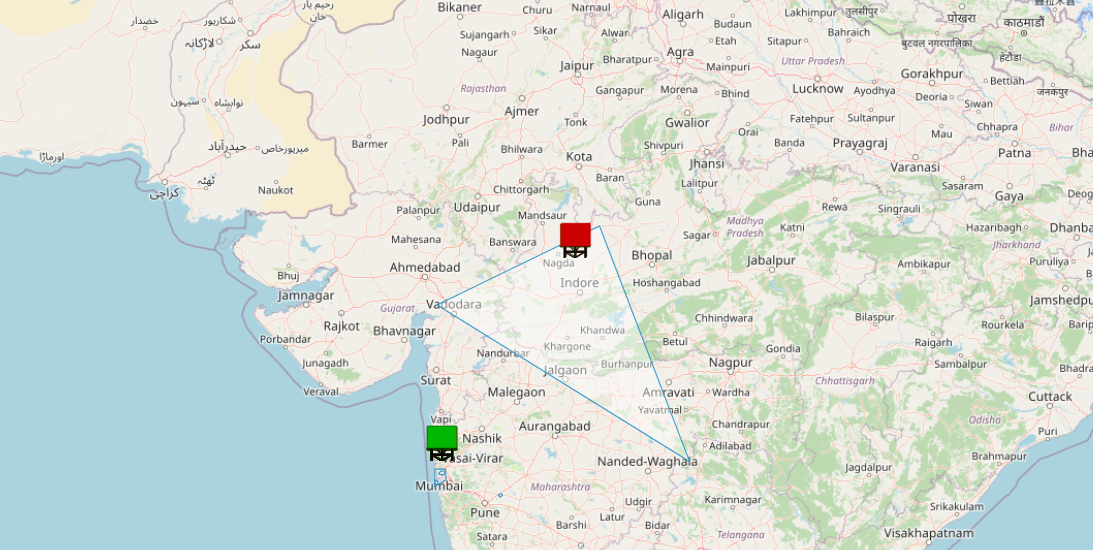 رحیم یار
خان
Bikaner
Churu
Narnaul
Aligarh
Budaun
Lakhimpur
तुलसीपुर
पोखरा
काठमाडौं
خضدار
شکارپور
لاڑکانہ
سکر
Sujangarh
Sikar
Alwar
Etah
Sitapur
Bahraich
बुटवल नगरपालिका
हेटौंडा
Nagaur
Jaipur
Bharatpur
Agra
Mainpuri
Uttar Pradesh
Gorakhpur
Bettiah
जनकपुर
Rajasthan
Gangapur
Morena
Bhind
Lucknow
Ayodhya
Deoria
Siwan
سیہون
نوابشاہ
Ajmer
Tonk
Gwalior
Fatehpur
Sultanpur
Chhapra
Bihar
Jodhpur
Orai
Mau
Barmer
Pāli
Bhilwara
Kota
Shivpuri
Jhansi
Banda
Prayagraj
Varanasi
Patna
Bha
حیدرآباد
میرپورخاص
اورماڑا
کراچی
ٹھٹہ
Naukot
Chittorgarh
Baran
Lalitpur
Sasaram
Gaya
Deog
Palanpur
Udaipur
Mandsaur
Guna
Madhya
Pradesh
Rewa
Singrauli
Mahesana
Banswara
Sagar
Katni
Hazaribagh
Dhanba
Jharkhand
Bhuj
Ahmedabad
Nagda
Bhopal
Jabalpur
Ambikapur
Puruliya
Jamnagar
Indore
Hoshangabad
Jamshedpu
Gujarat
Vadodara
Rajkot
Bhavnagar
Khandwa
Chhindwara
Bilaspur
Rourkela
Barip
Porbandar
Khargone
Betul
Gondia
Raigarh
Junagadh
Nandurbar
Burhanpur
Nagpur
Sambalpur
Bhadra
Surat
Jalgaon
Chhattisgarh
Veraval
Malegaon
Amravati
Wardha
Cuttack
Vapi
Yavatmal
Odisha
Aurangabad
Chandrapur
Puri
Nashik
Adilabad
asai-Virar
Nanded-Waghala
Jagdalpur
Brahmapur
Mumbai
Maharashtra
Udgir
Karimnagar
Pune
Latur
Srikakulam
Barshi
Bidar
Satara
Telangana
Visakhapatnam